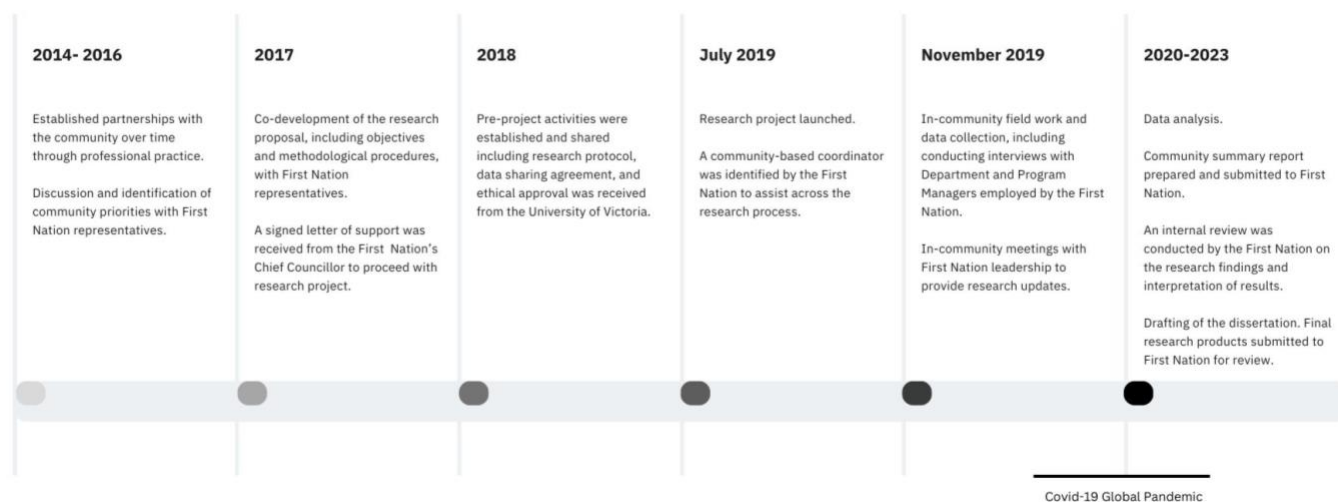 2014- 2016
Established partnerships with
the community over time
through professional practice.
Discussion and identification of
community priorities with First
Nation representatives.
2017
Co-development of the research
proposal, including objectives
and methodological procedures,
with First Nation
representatives.
A signed letter of support was
received from the First Nation's
Chief Councillor to proceed with
research project.
2018
Pre-project activities were
established and shared
including research protocol,
data sharing agreement, and
ethical approval was received
from the University of Victoria.
July 2019
Research project launched.
A community-based coordinator
was identified by the First
Nation to assist across the
research process.
November 2019
In-community field work and
data collection, including
conducting interviews with
Department and Program
Managers employed by the First
Nation.
In-community meetings with
First Nation leadership to
provide research updates.
2020-2023
Data analysis.
Community summary report
prepared and submitted to First
Nation.
An internal review was
conducted by the First Nation on
the research findings and
interpretation of results.
Drafting of the dissertation. Final
research products submitted to
First Nation for review.
Covid-19 Global Pandemic